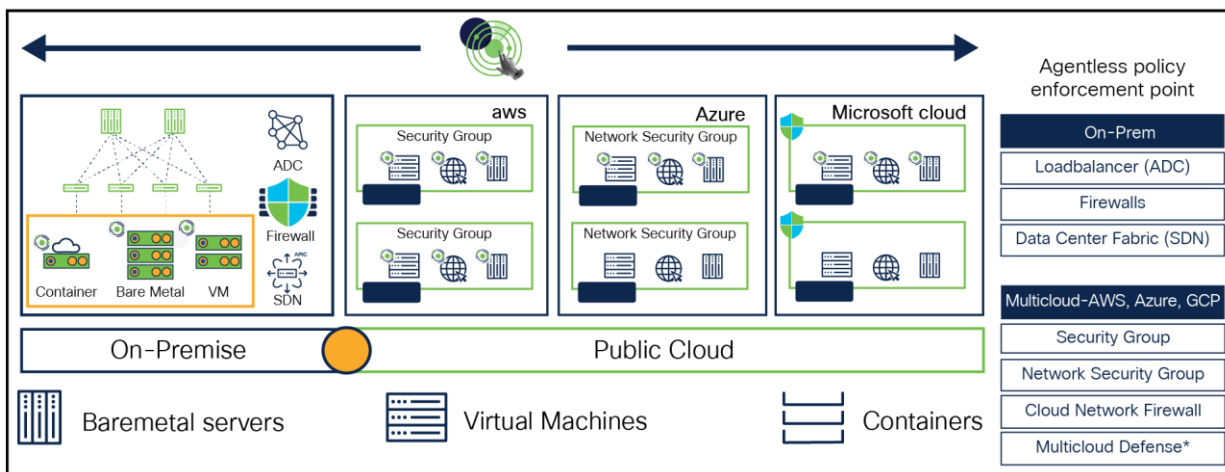 Agentless policy
enforcement point
On-Prem
Loadbalancer (ADC)
Firewalls
Data Center Fabric (SDN)
Multicloud-AWS, Azure, GCP
Security Group
Network Security Group
Cloud Network Firewall
Multicloud Defense*
ADC
Firewall
APIC
SDN
Container
Bare Metal
VM
aws
Security Group
Security Group
Azure
Network Security Group
Network Security Group
Microsoft cloud
On-Premise
Public Cloud
Baremetal servers
Virtual Machines
Containers